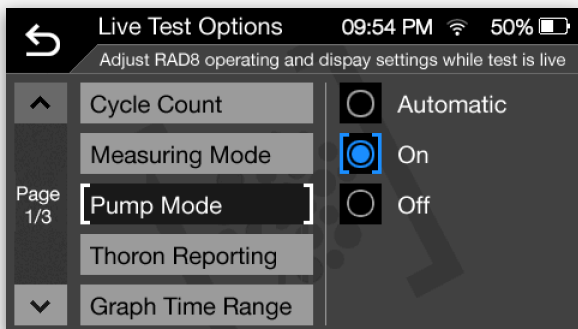 Live Test Options 09:54 PM 50%
Adjust RAD8 operating and dispay settings while test is live
Cycle Count
Measuring Mode
Pump Mode
Thoron Reporting
Graph Time Range
Page
1/3
Automatic
On
Off